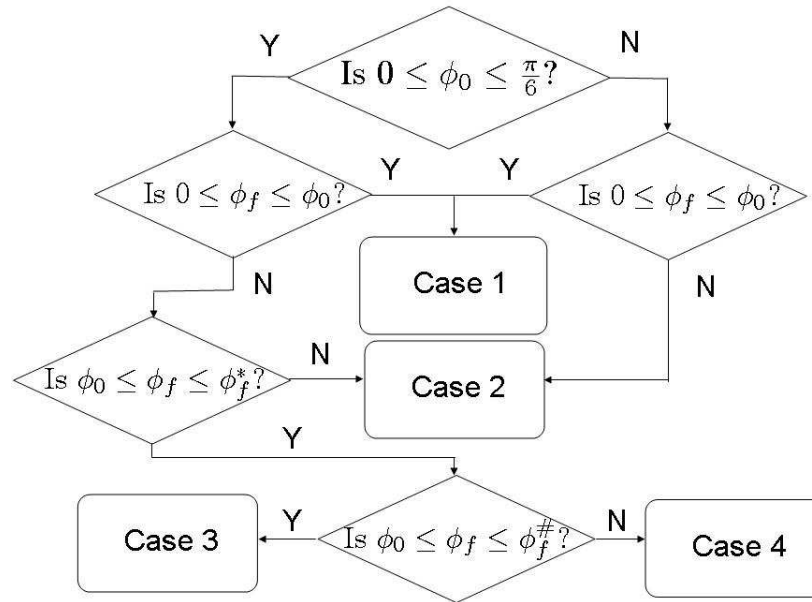 Y
N
Is 0 ≤ ϕ₀ ≤ π/6?
Y
Y
Is 0 ≤ ϕ_f ≤ ϕ₀?
Is 0 ≤ ϕ_f ≤ ϕ₀?
Case 1
N
N
Is ϕ₀ ≤ ϕ_f ≤ ϕ_f^*?
N
Case 2
Y
Case 3
Y
Is ϕ₀ ≤ ϕ_f ≤ ϕ_f^#?
N
Case 4